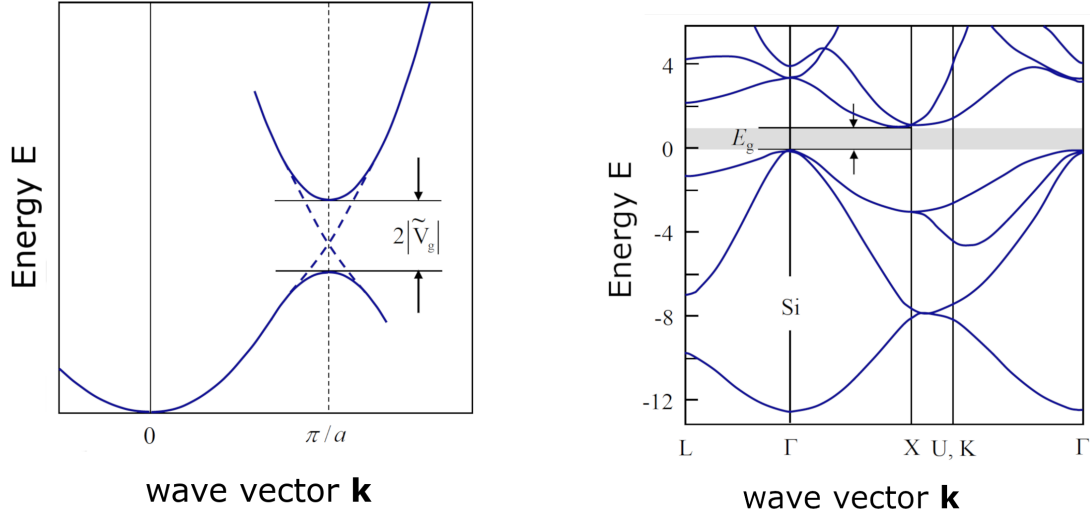 Energy E
2|Ṽg|
0
π/a
wave vector k
Energy E
4
0
-4
-8
-12
Eg
Si
L Γ X U, K Γ
wave vector k